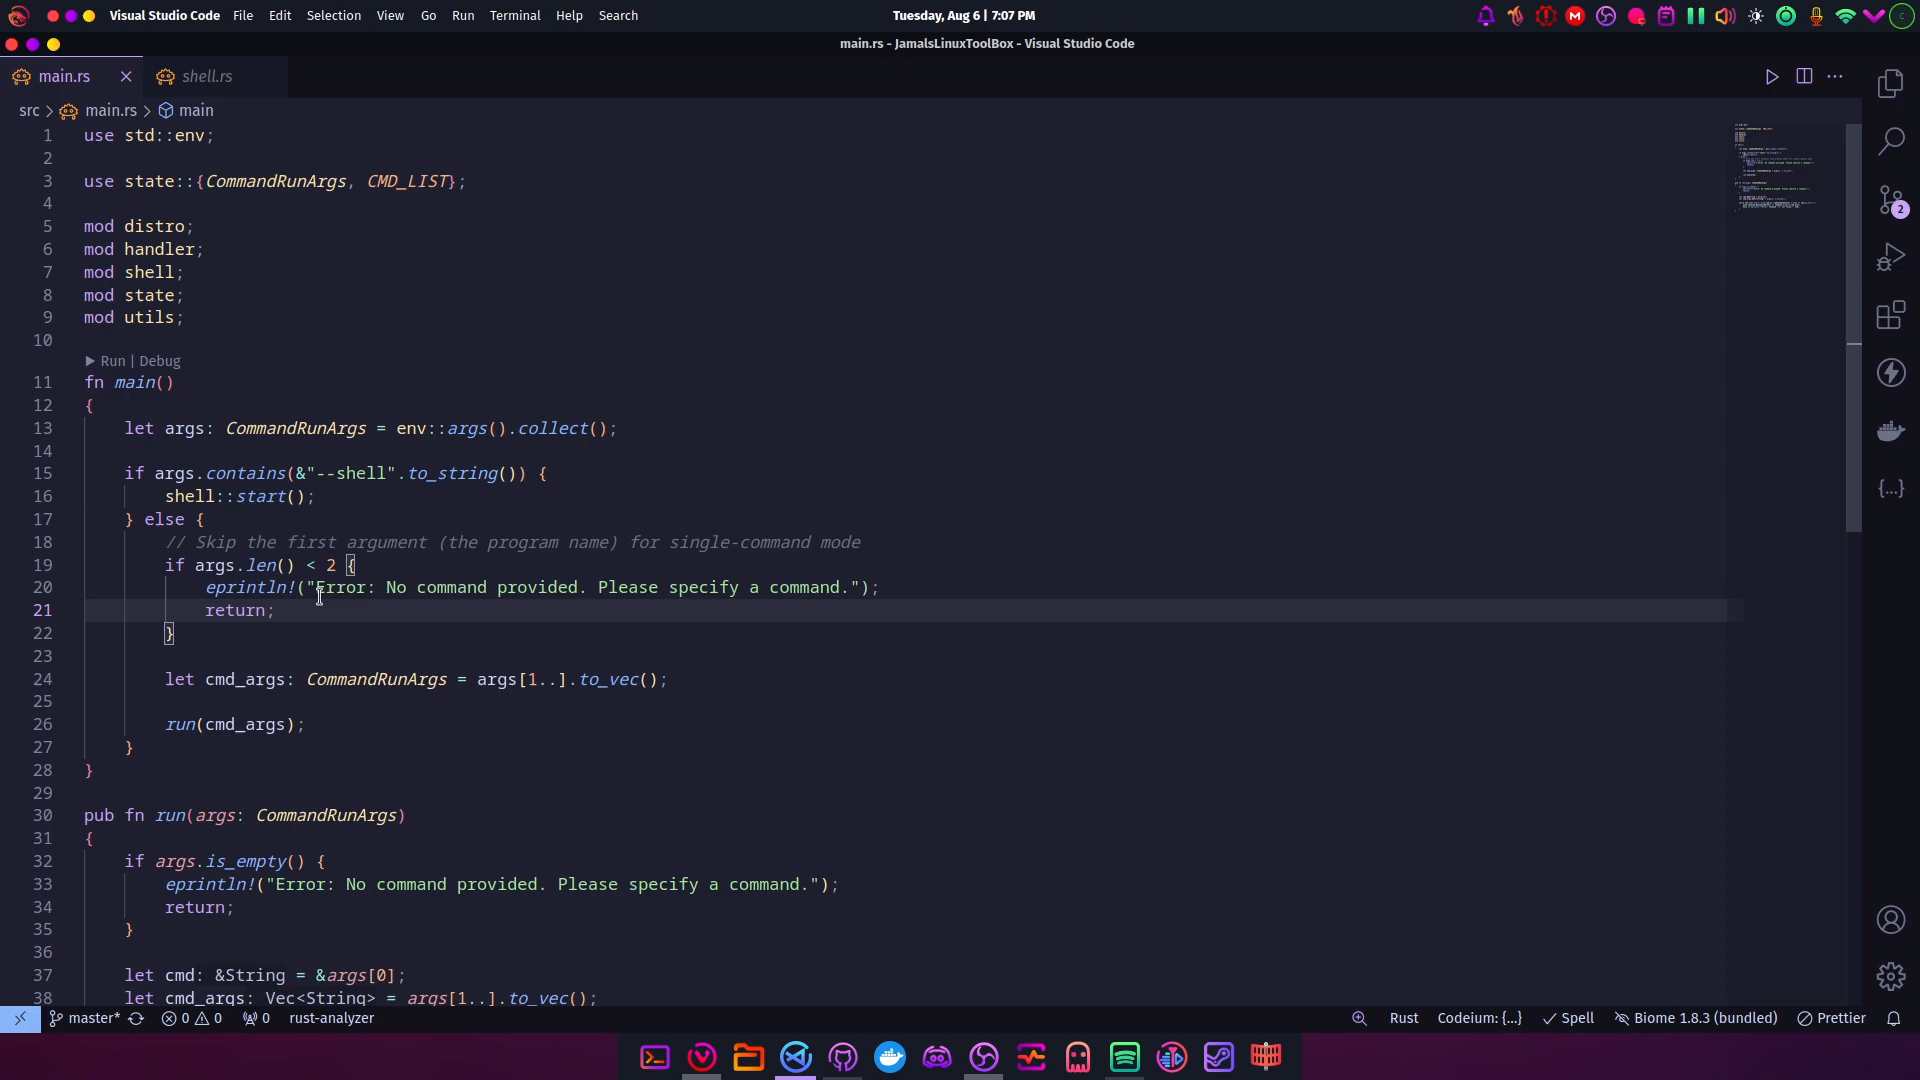 Visual Studio Code File Edit Selection View Go Run Terminal Help Search
Tuesday, Aug 6 | 7:07 PM
main.rs - JamalsLinuxToolBox - Visual Studio Code
main.rs shell.rs
src > main.rs > main
1 use std::env;
2
3 use state::{CommandRunArgs, CMD_LIST};
4
5 mod distro;
6 mod handler;
7 mod shell;
8 mod state;
9 mod utils;
10
Run | Debug
11 fn main()
12 {
13 let args: CommandRunArgs = env::args().collect();
14
15 if args.contains(&"--shell".to_string()) {
16 shell::start();
17 } else {
18 // Skip the first argument (the program name) for single-command mode
19 if args.len() < 2 {
20 eprintln!("Error: No command provided. Please specify a command.");
21 return;
22 }
23
24 let cmd_args: CommandRunArgs = args[1..].to_vec();
25
26 run(cmd_args);
27 }
28 }
29
30 pub fn run(args: CommandRunArgs)
31 {
32 if args.is_empty() {
33 eprintln!("Error: No command provided. Please specify a command.");
34 return;
35 }
36
37 let cmd: &String = &args[0];
38 let cmd_args: Vec<String> = args[1..].to_vec();
2
master* 0 0 0 rust-analyzer
Rust Codeium: {...} Spell Biome 1.8.3 (bundled) Prettier